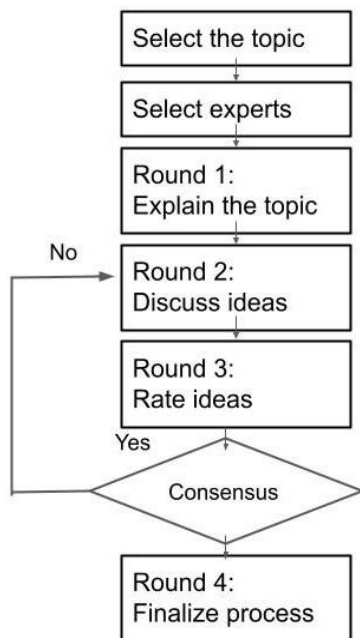 Select the topic
Select experts
Round 1:
Explain the topic
No
Round 2:
Discuss ideas
Round 3:
Rate ideas
Yes
Consensus
Round 4:
Finalize process